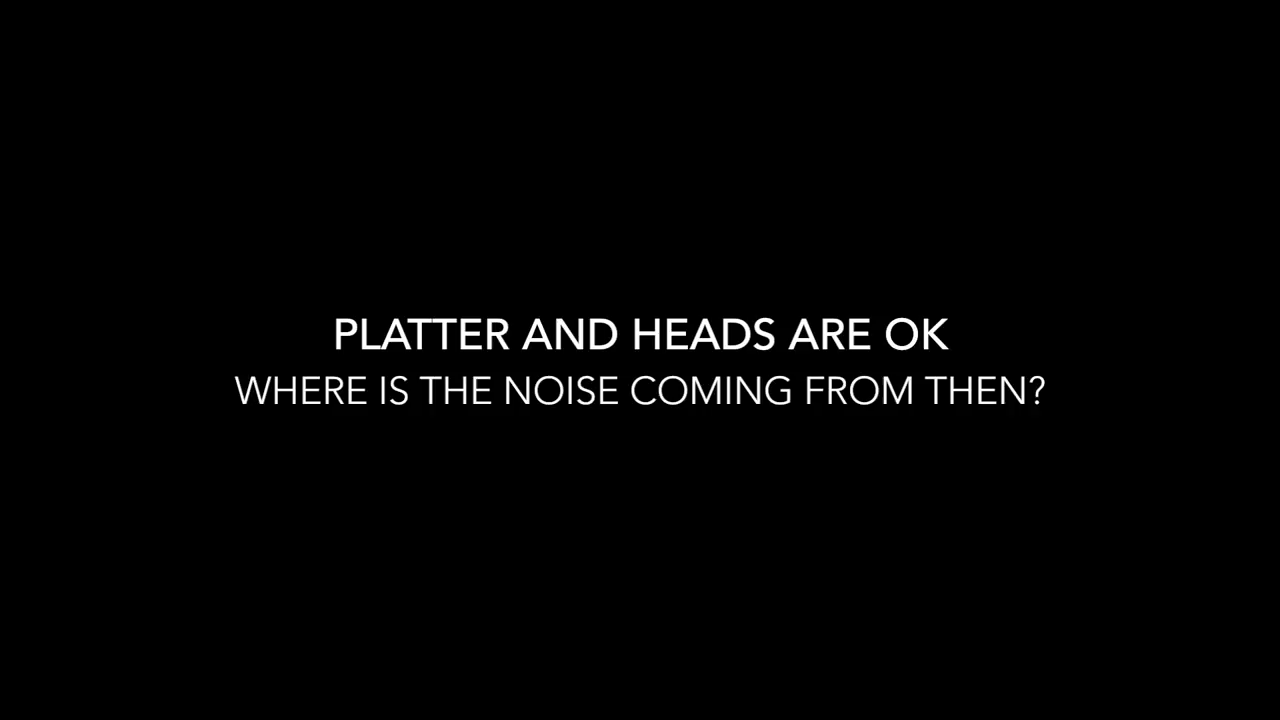 PLATTER AND HEADS ARE OK
WHERE IS THE NOISE COMING FROM THEN?